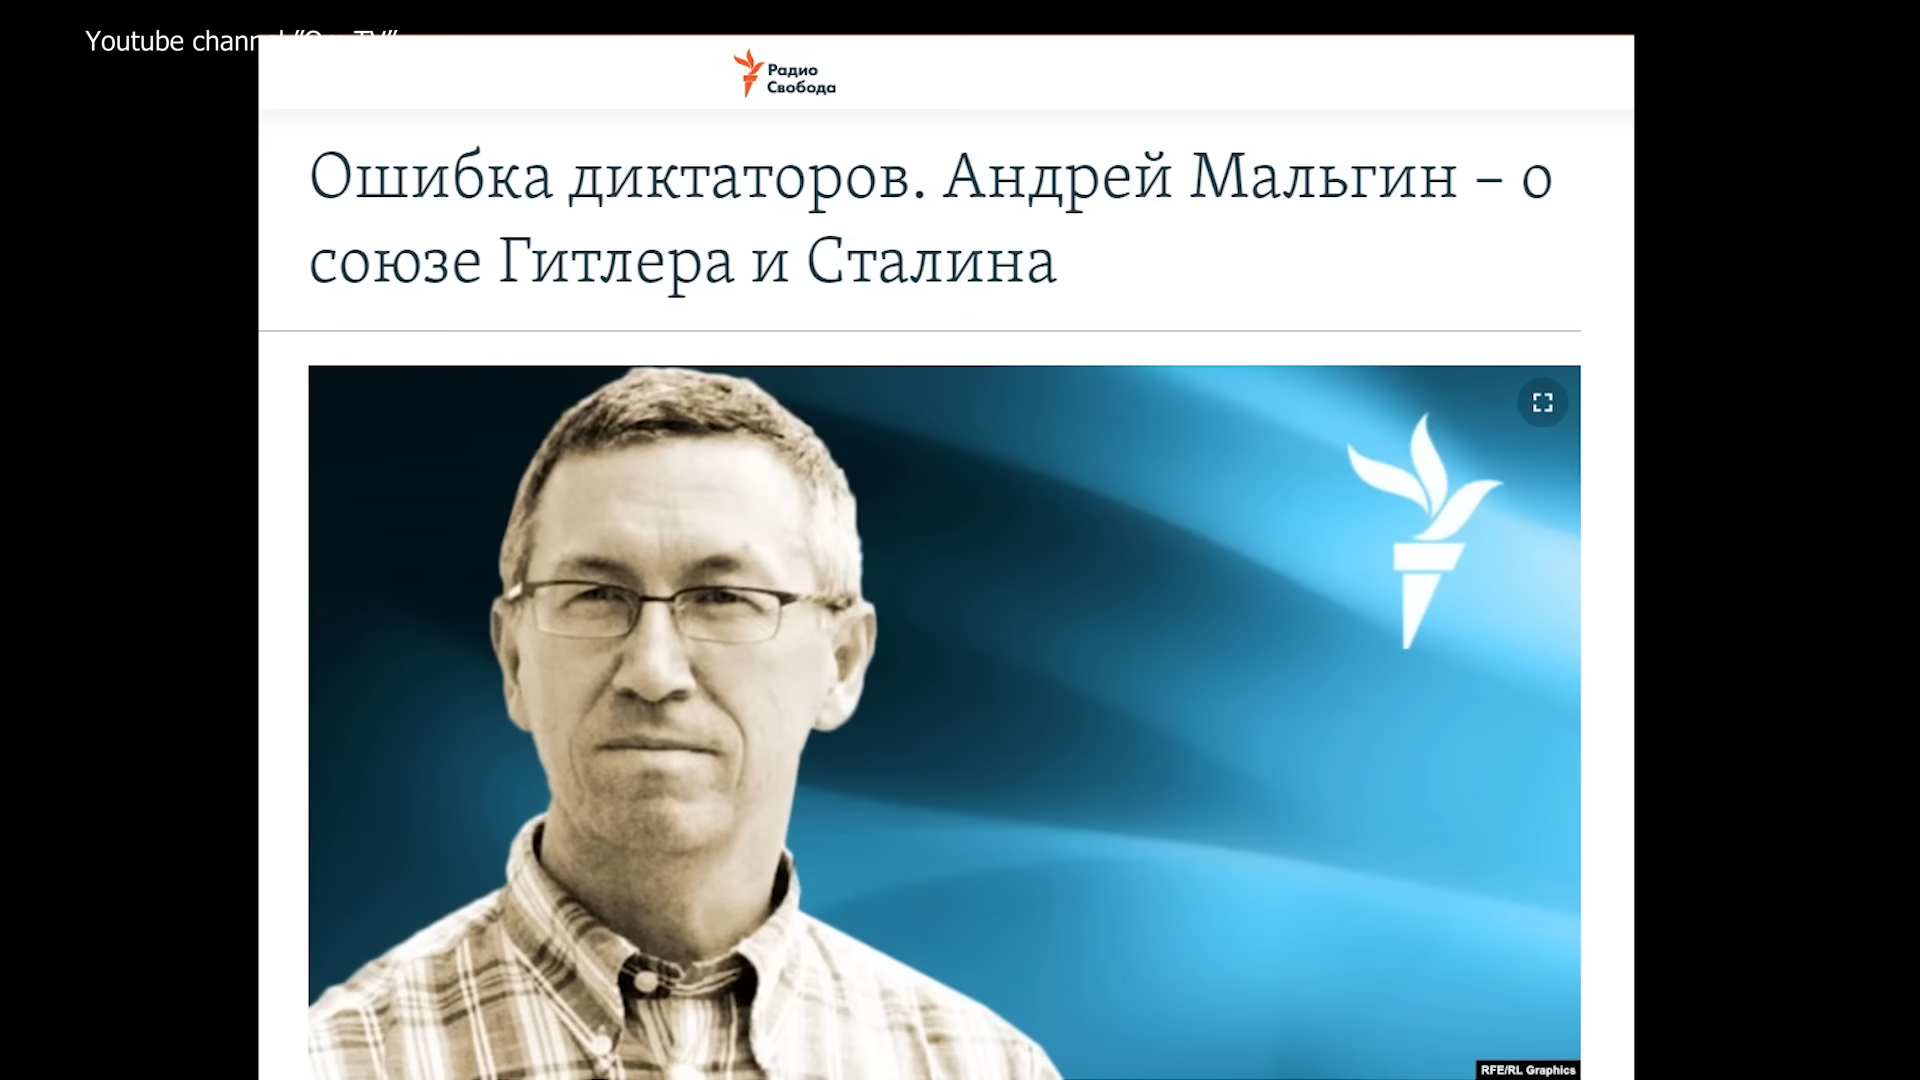 Youtube chann
Радио
Свобода
Ошибка диктаторов. Андрей Мальгин – о
союзе Гитлера и Сталина
RFE/RL Graphics